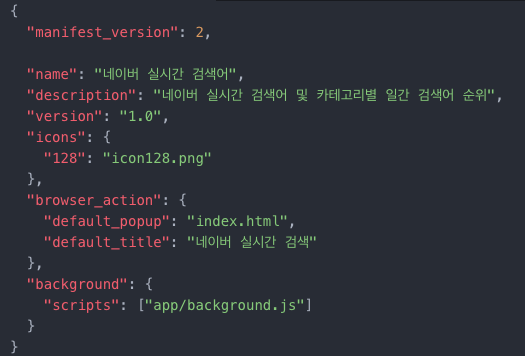 {
  "manifest_version": 2,

  "name": "네이버 실시간 검색어",
  "description": "네이버 실시간 검색어 및 카테고리별 일간 검색어 순위",
  "version": "1.0",
  "icons": {
    "128": "icon128.png"
  },
  "browser_action": {
    "default_popup": "index.html",
    "default_title": "네이버 실시간 검색"
  },
  "background": {
    "scripts": ["app/background.js"]
  }
}